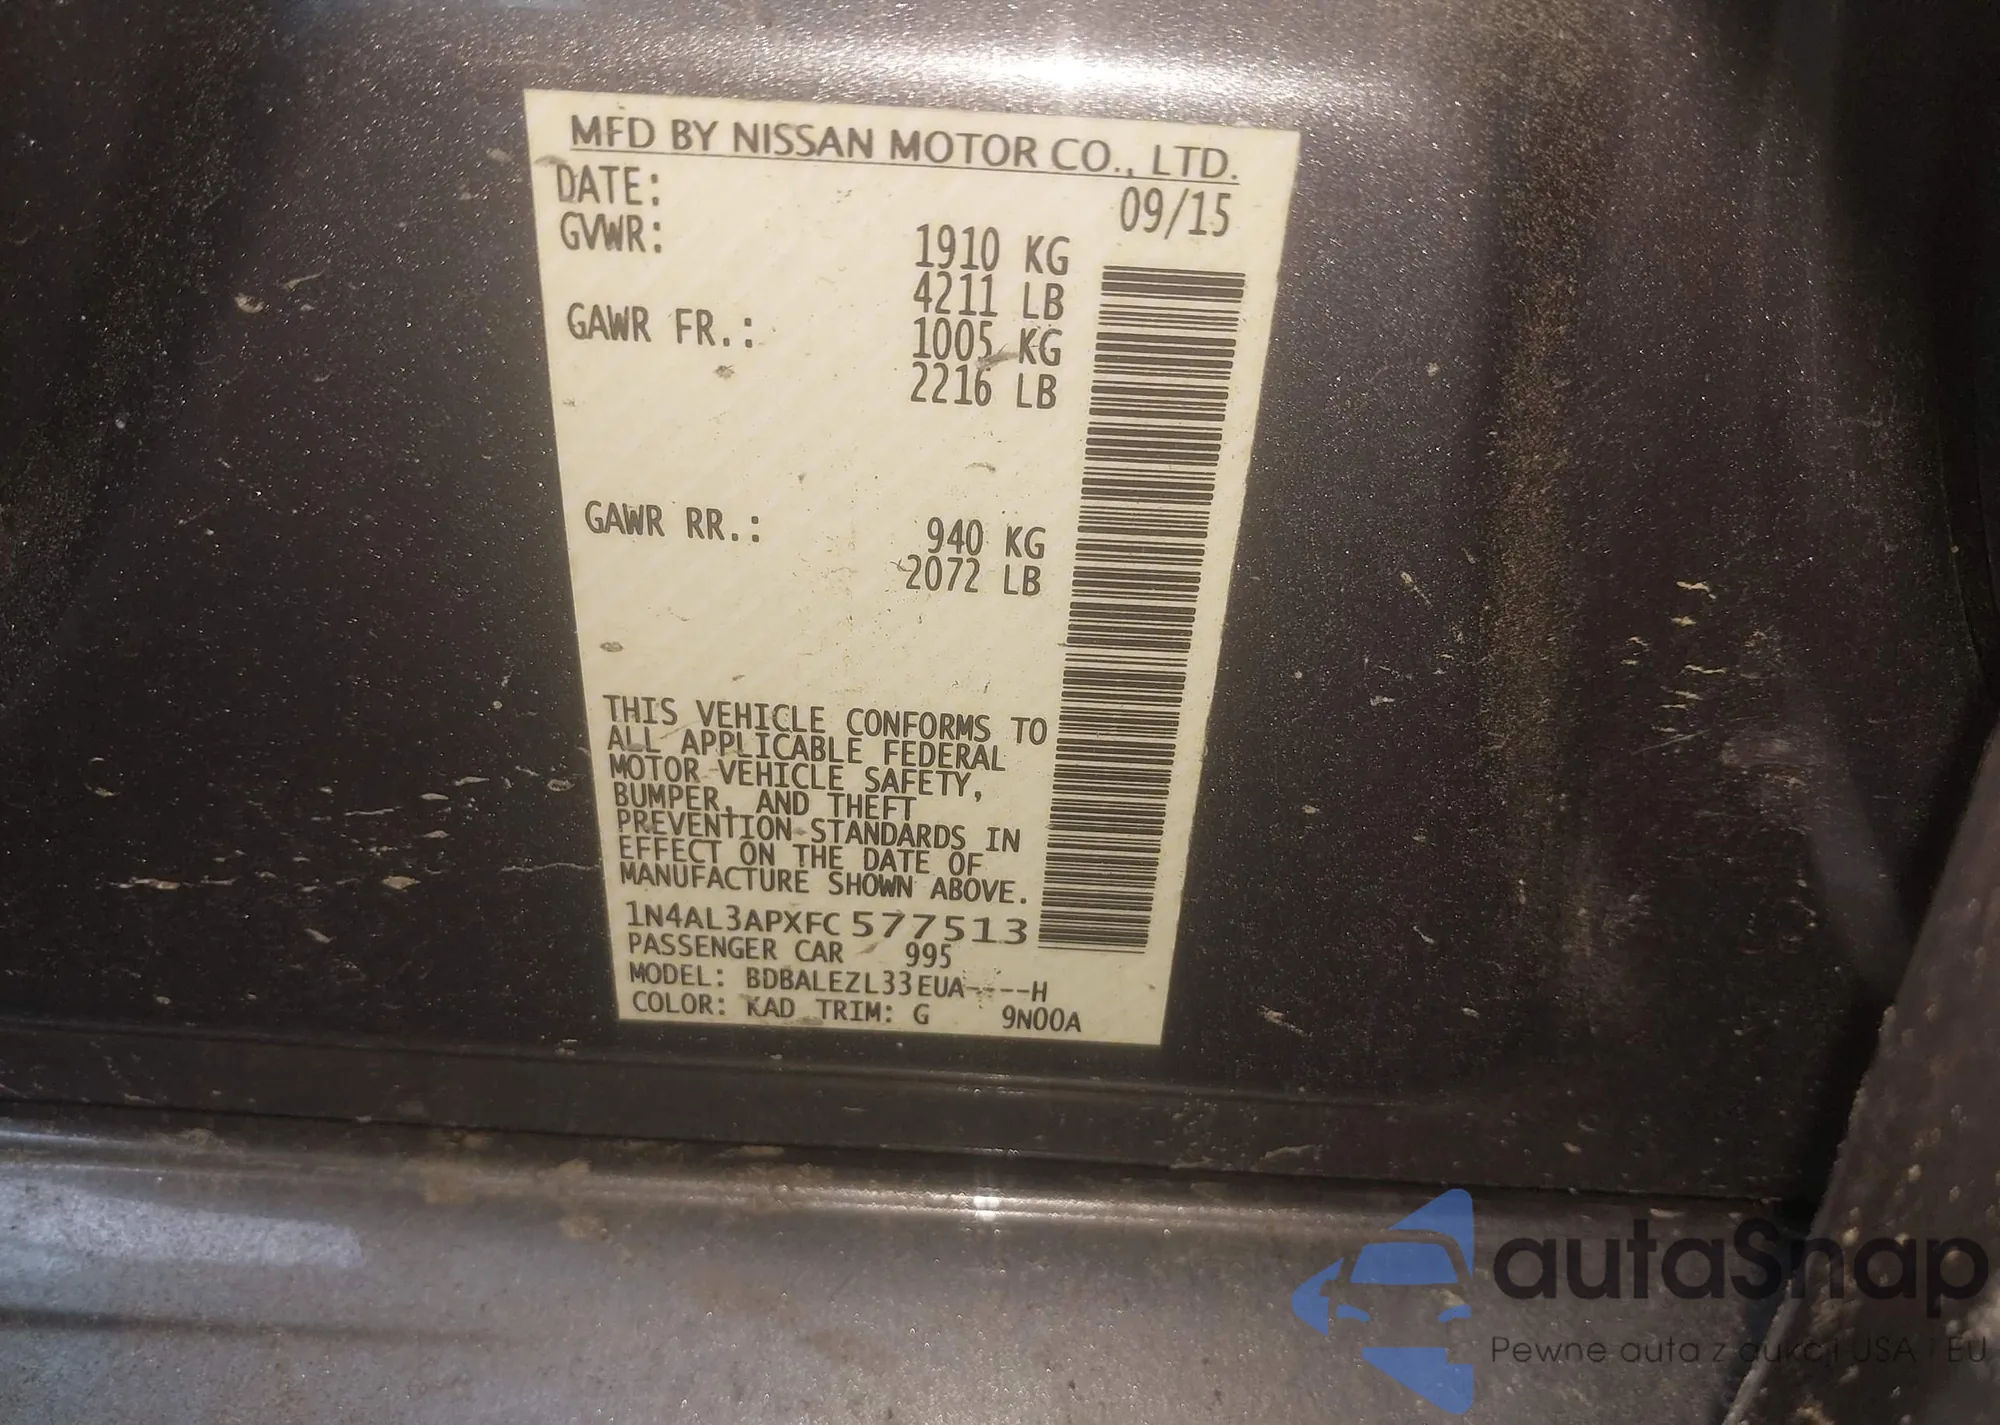 MFD BY NISSAN MOTOR CO., LTD.
DATE: 09/15
GVWR: 1910 KG
4211 LB
GAWR FR.: 1005 KG
2216 LB
GAWR RR.: 940 KG
2072 LB
THIS VEHICLE CONFORMS TO
ALL APPLICABLE FEDERAL
MOTOR VEHICLE SAFETY,
BUMPER, AND THEFT
PREVENTION STANDARDS IN
EFFECT ON THE DATE OF
MANUFACTURE SHOWN ABOVE.
1N4AL3APXFC577513
PASSENGER CAR 995
MODEL: BDBALEZL33EUA----H
COLOR: KAD TRIM: G 9N00A
autaSnap
Pewne auta z aukcji USA i EU